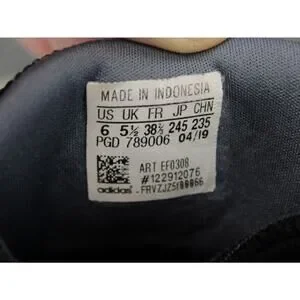 MADE IN INDONESIA
US UK FR JP CHN
6 5½ 38⅔ 245 235
PGD 789006 04/19
ART EF0308
#122912076
adidas